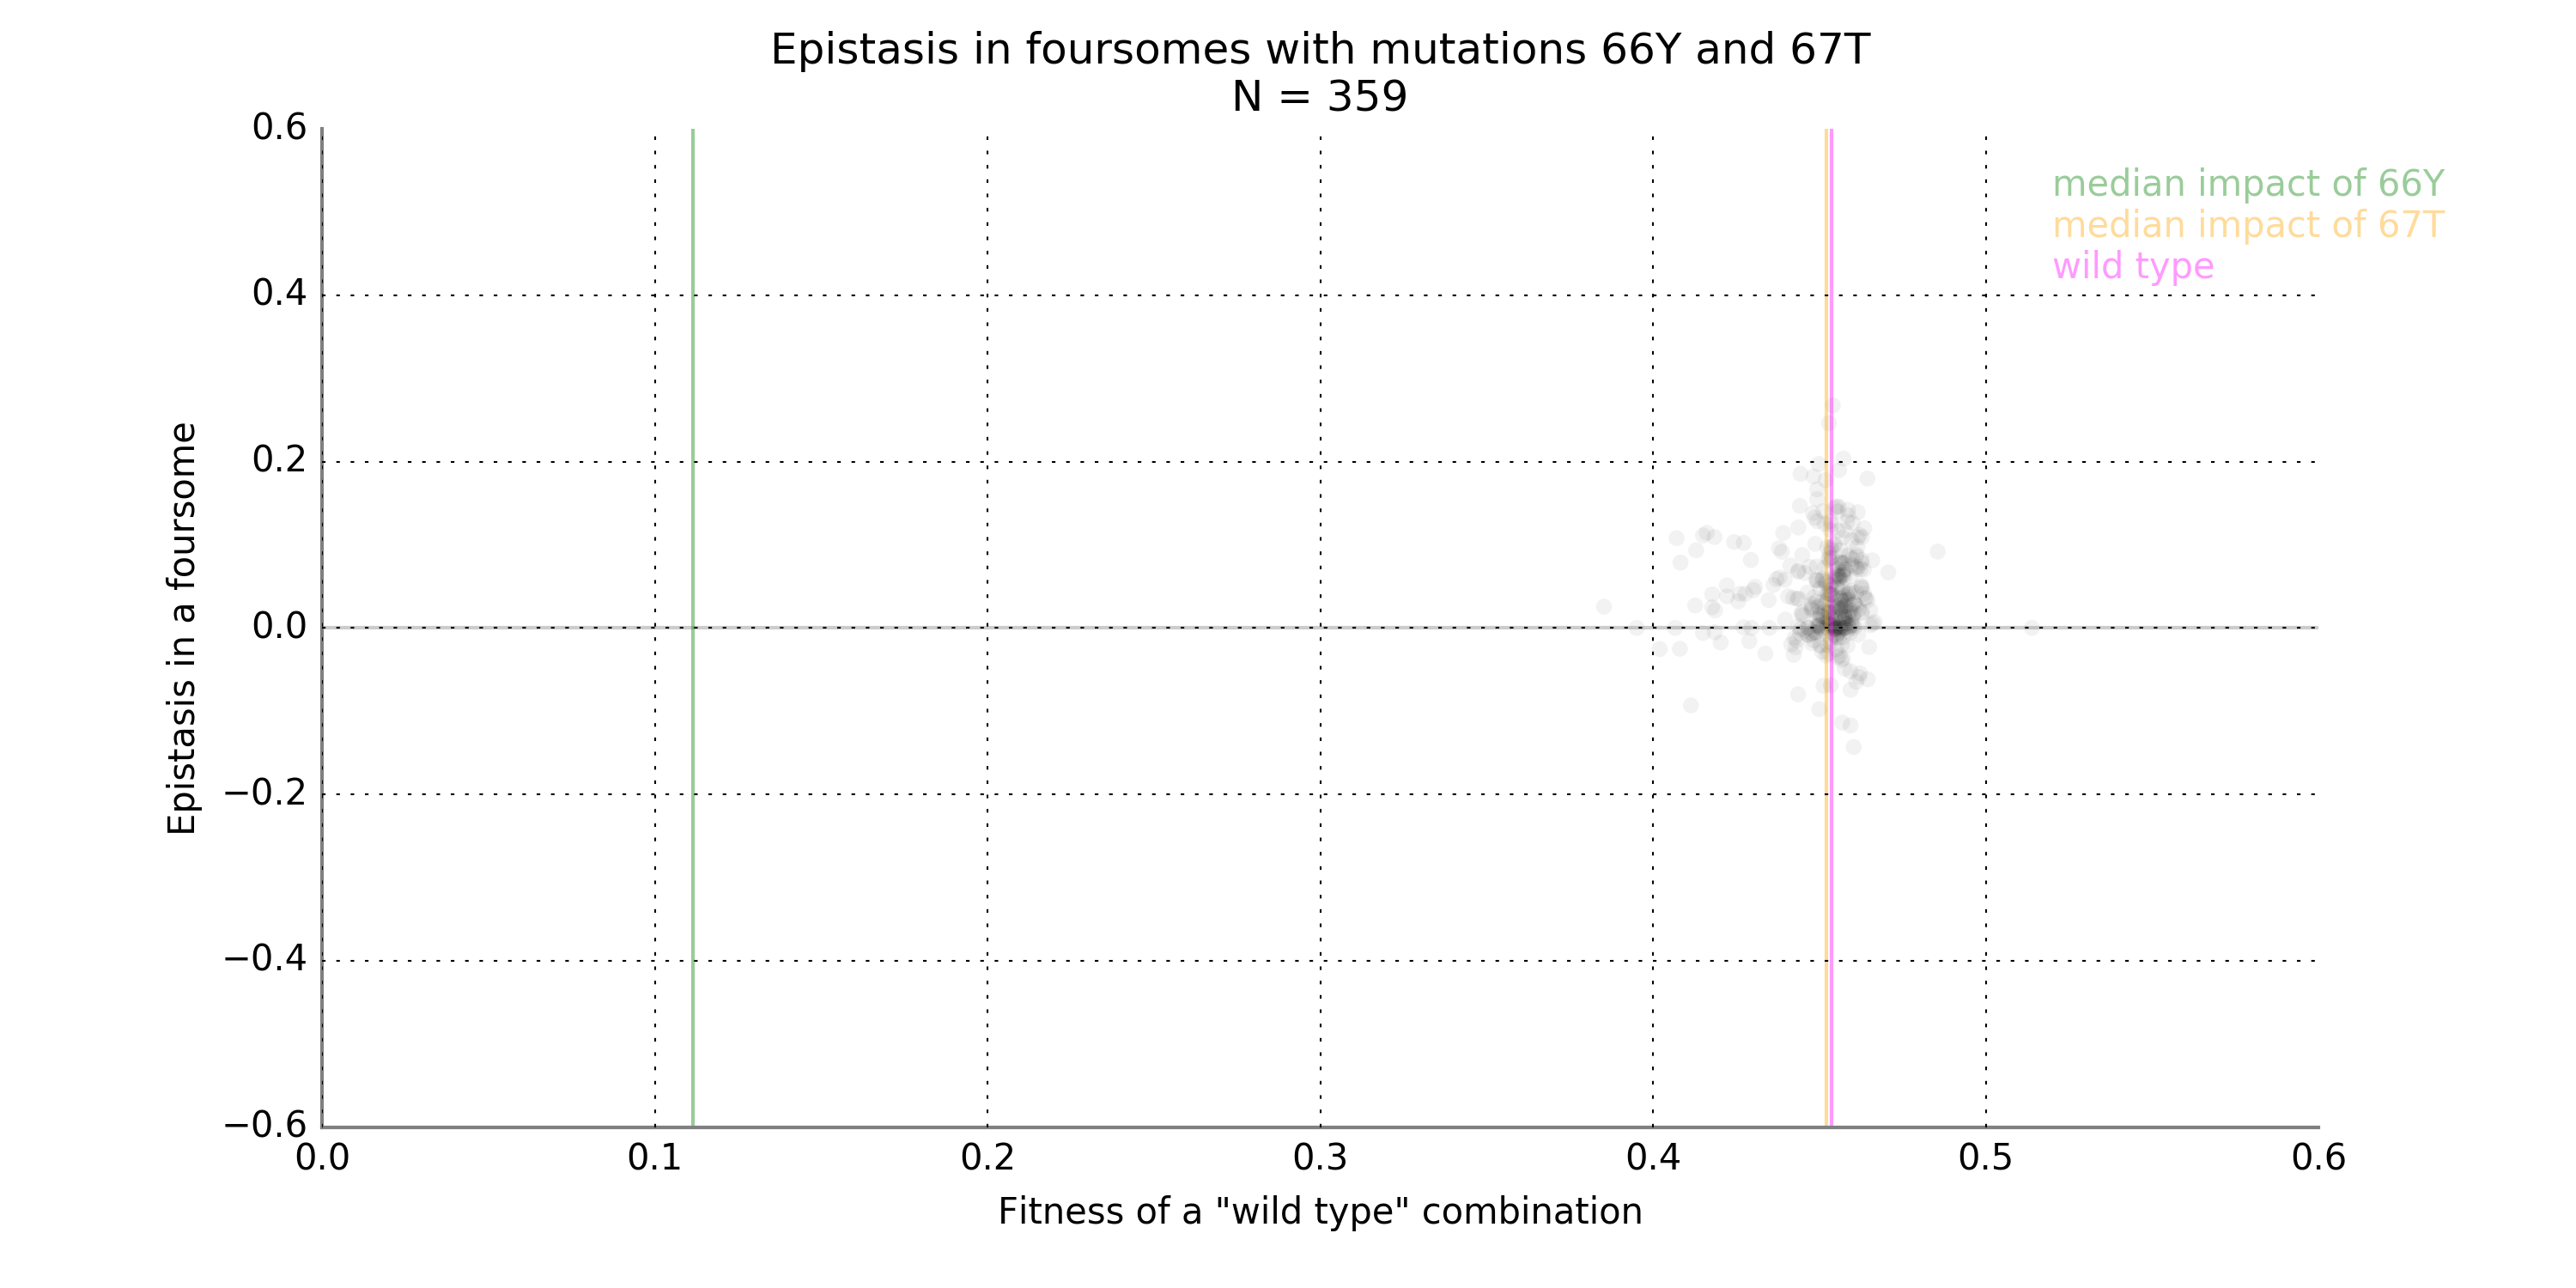 Epistasis in foursomes with mutations 66Y and 67T
N = 359
0.6
median impact of 66Y
median impact of 67T
wild type
0.4
0.2
Epistasis in a foursome
0.0
−0.2
−0.4
−0.6
0.0 0.1 0.2 0.3 0.4 0.5 0.6
Fitness of a "wild type" combination